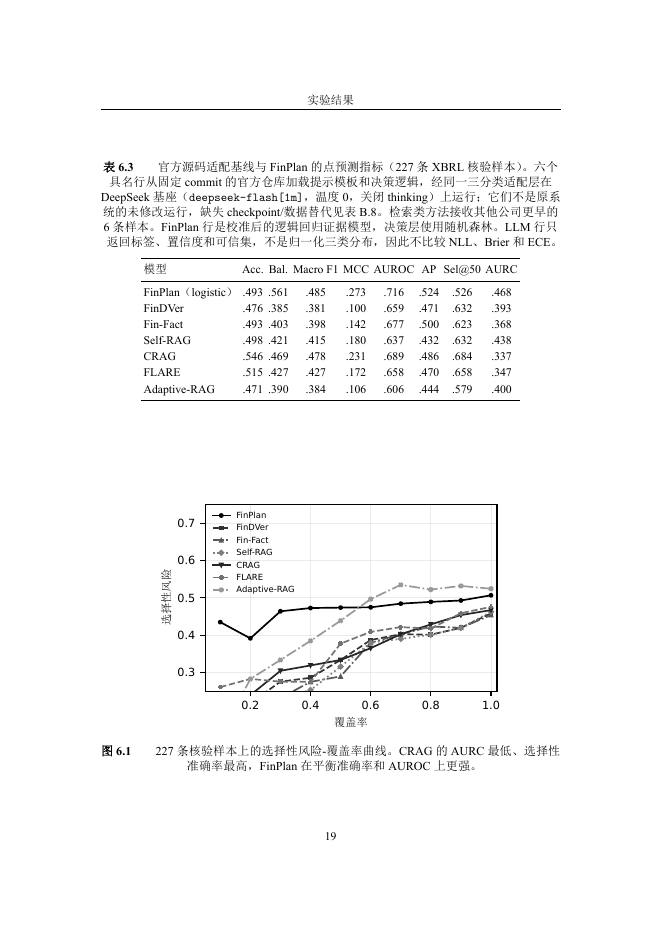 实验结果
表 6.3 官方源码适配基线与 FinPlan 的点预测指标（227 条 XBRL 核验样本）。六个
具名行从固定 commit 的官方仓库加载提示模板和决策逻辑，经同一三分类适配层在
DeepSeek 基座（deepseek-flash[1m]，温度 0，关闭 thinking）上运行；它们不是原系
统的未修改运行，缺失 checkpoint/数据替代见表 B.8。检索类方法接收其他公司更早的
6 条样本。FinPlan 行是校准后的逻辑回归证据模型，决策层使用随机森林。LLM 行只
返回标签、置信度和可信集，不是归一化三类分布，因此不比较 NLL、Brier 和 ECE。
模型 Acc. Bal. Macro F1 MCC AUROC AP Sel@50 AURC
FinPlan（logistic） .493 .561 .485 .273 .716 .524 .526 .468
FinDVer .476 .385 .381 .100 .659 .471 .632 .393
Fin-Fact .493 .403 .398 .142 .677 .500 .623 .368
Self-RAG .498 .421 .415 .180 .637 .432 .632 .438
CRAG .546 .469 .478 .231 .689 .486 .684 .337
FLARE .515 .427 .427 .172 .658 .470 .658 .347
Adaptive-RAG .471 .390 .384 .106 .606 .444 .579 .400
FinPlan
FinDVer
Fin-Fact
Self-RAG
CRAG
FLARE
Adaptive-RAG
0.7
0.6
0.5
0.4
0.3
选择性风险
0.2 0.4 0.6 0.8 1.0
覆盖率
图 6.1 227 条核验样本上的选择性风险-覆盖率曲线。CRAG 的 AURC 最低、选择性
准确率最高，FinPlan 在平衡准确率和 AUROC 上更强。
19